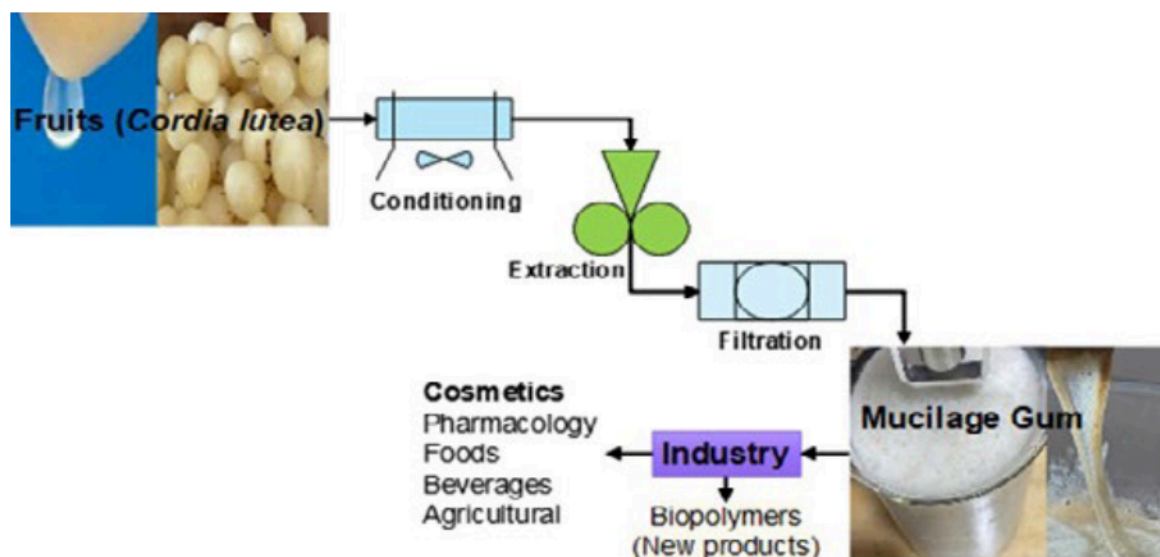 Fruits (Cordia lutea)
Conditioning
Extraction
Filtration
Mucilage Gum
Industry
Cosmetics
Pharmacology
Foods
Beverages
Agricultural
Biopolymers
(New products)